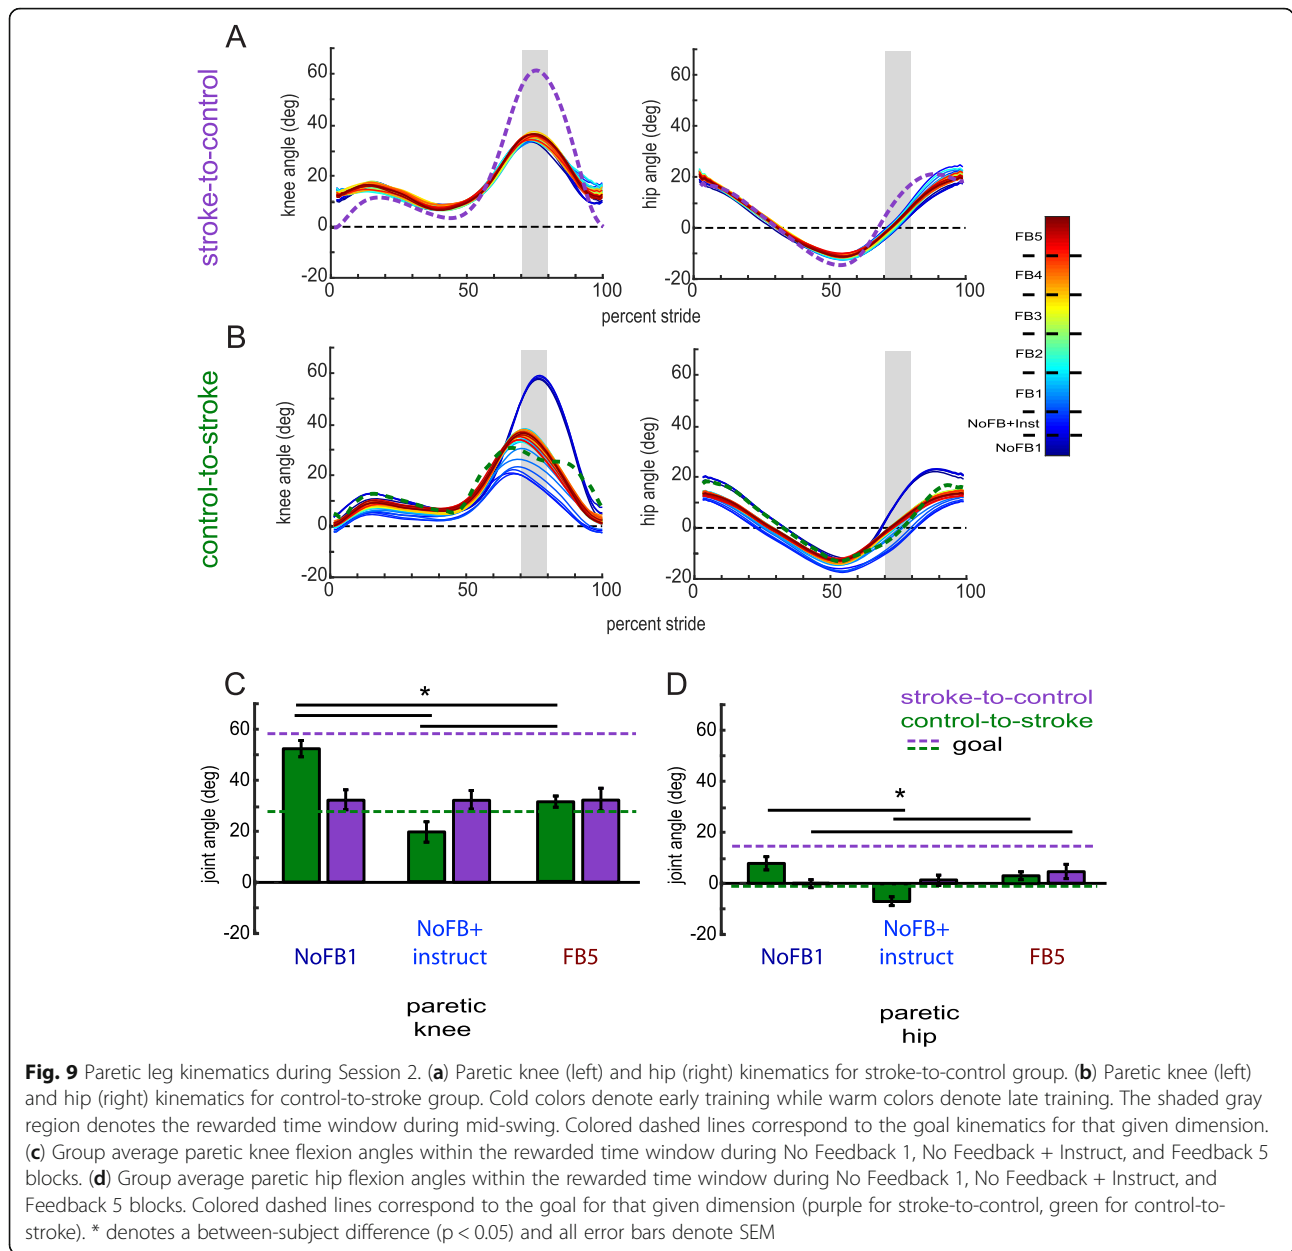 A
stroke-to-control
knee angle (deg)
60
40
20
0
-20
0
50
100
hip angle (deg)
60
40
20
0
-20
0
50
100
percent stride
B
control-to-stroke
knee angle (deg)
60
40
20
0
-20
0
50
100
hip angle (deg)
60
40
20
0
-20
0
50
100
percent stride
FB5
FB4
FB3
FB2
FB1
NoFB+Inst
NoFB1
C
joint angle (deg)
60
40
20
0
-20
*
NoFB1
NoFB+
instruct
FB5
paretic
knee
D
stroke-to-control
control-to-stroke
goal
joint angle (deg)
60
40
20
0
-20
*
NoFB1
NoFB+
instruct
FB5
paretic
hip
Fig. 9 Paretic leg kinematics during Session 2. (a) Paretic knee (left) and hip (right) kinematics for stroke-to-control group. (b) Paretic knee (left)
and hip (right) kinematics for control-to-stroke group. Cold colors denote early training while warm colors denote late training. The shaded gray
region denotes the rewarded time window during mid-swing. Colored dashed lines correspond to the goal kinematics for that given dimension.
(c) Group average paretic knee flexion angles within the rewarded time window during No Feedback 1, No Feedback + Instruct, and Feedback 5
blocks. (d) Group average paretic hip flexion angles within the rewarded time window during No Feedback 1, No Feedback + Instruct, and
Feedback 5 blocks. Colored dashed lines correspond to the goal for that given dimension (purple for stroke-to-control, green for control-to-
stroke). * denotes a between-subject difference (p < 0.05) and all error bars denote SEM